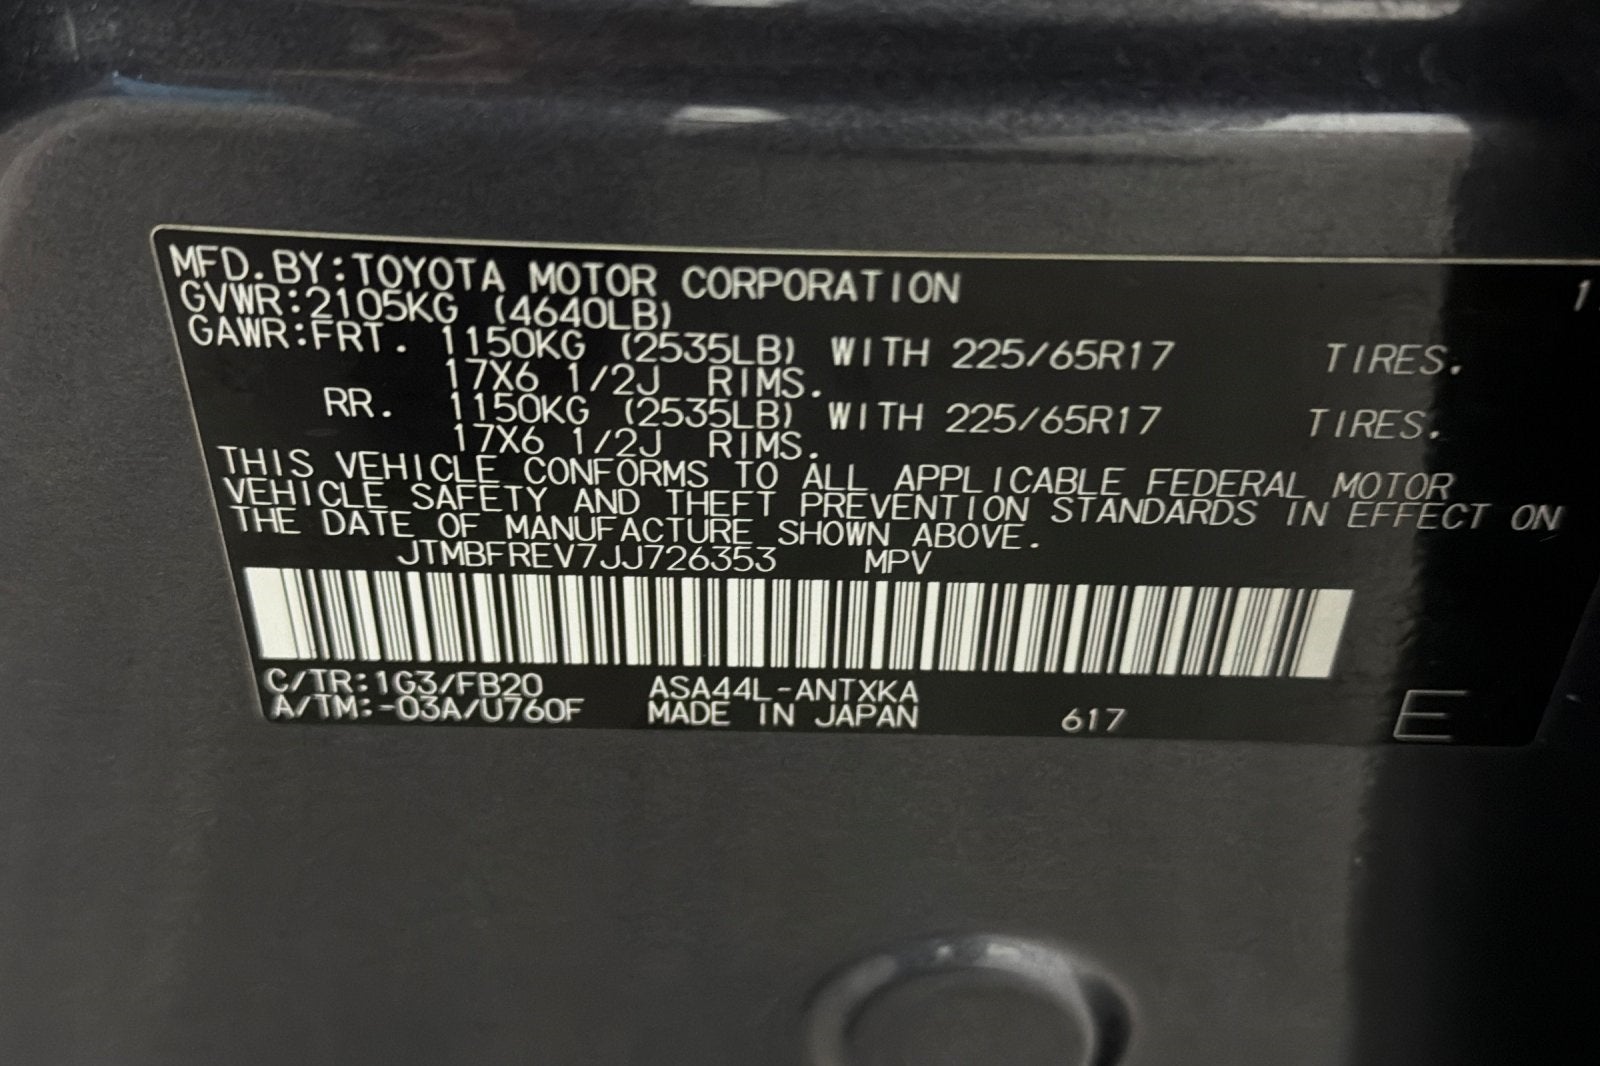 MFD.BY:TOYOTA MOTOR CORPORATION 1
GVWR:2105KG (4640LB)
GAWR:FRT. 1150KG (2535LB) WITH 225/65R17 TIRES.
17X6 1/2J RIMS.
RR. 1150KG (2535LB) WITH 225/65R17 TIRES.
17X6 1/2J RIMS.
THIS VEHICLE CONFORMS TO ALL APPLICABLE FEDERAL MOTOR
VEHICLE SAFETY AND THEFT PREVENTION STANDARDS IN EFFECT ON
THE DATE OF MANUFACTURE SHOWN ABOVE.
JTMBFREV7JJ726353 MPV
C/TR:1G3/FB20 ASA44L-ANTXKA
A/TM:-03A/U760F MADE IN JAPAN 617 E